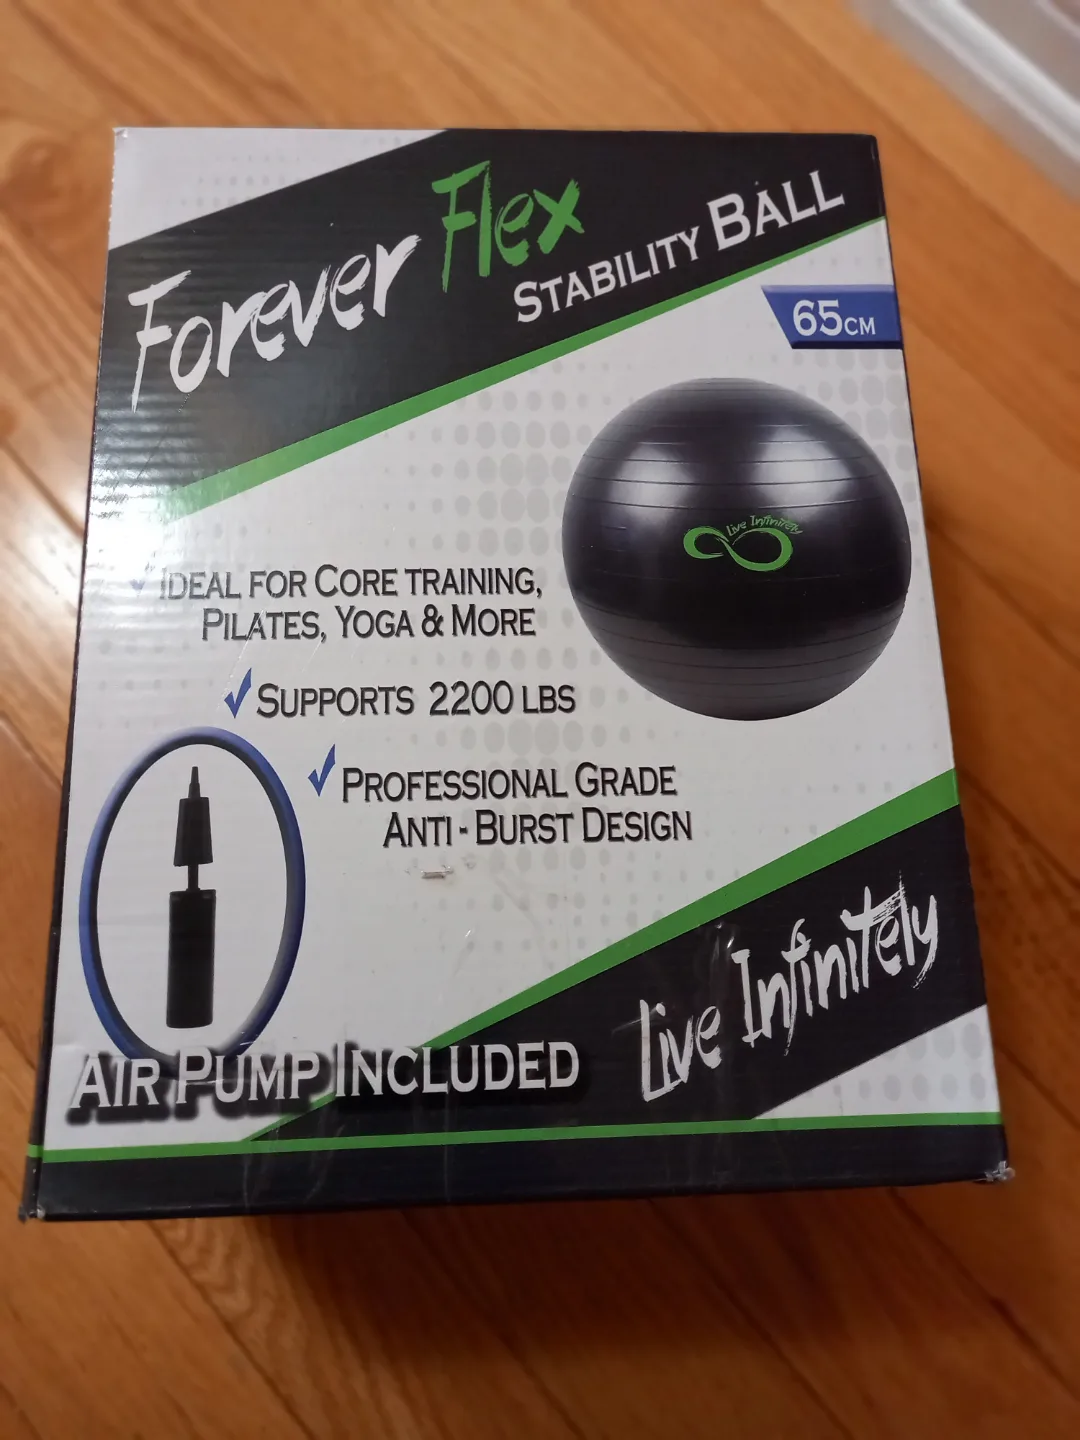 Forever Flex
STABILITY BALL
65CM
Live Infinitely
IDEAL FOR CORE TRAINING,
PILATES, YOGA & MORE
SUPPORTS 2200 LBS
PROFESSIONAL GRADE
ANTI-BURST DESIGN
AIR PUMP INCLUDED
Live Infinitely